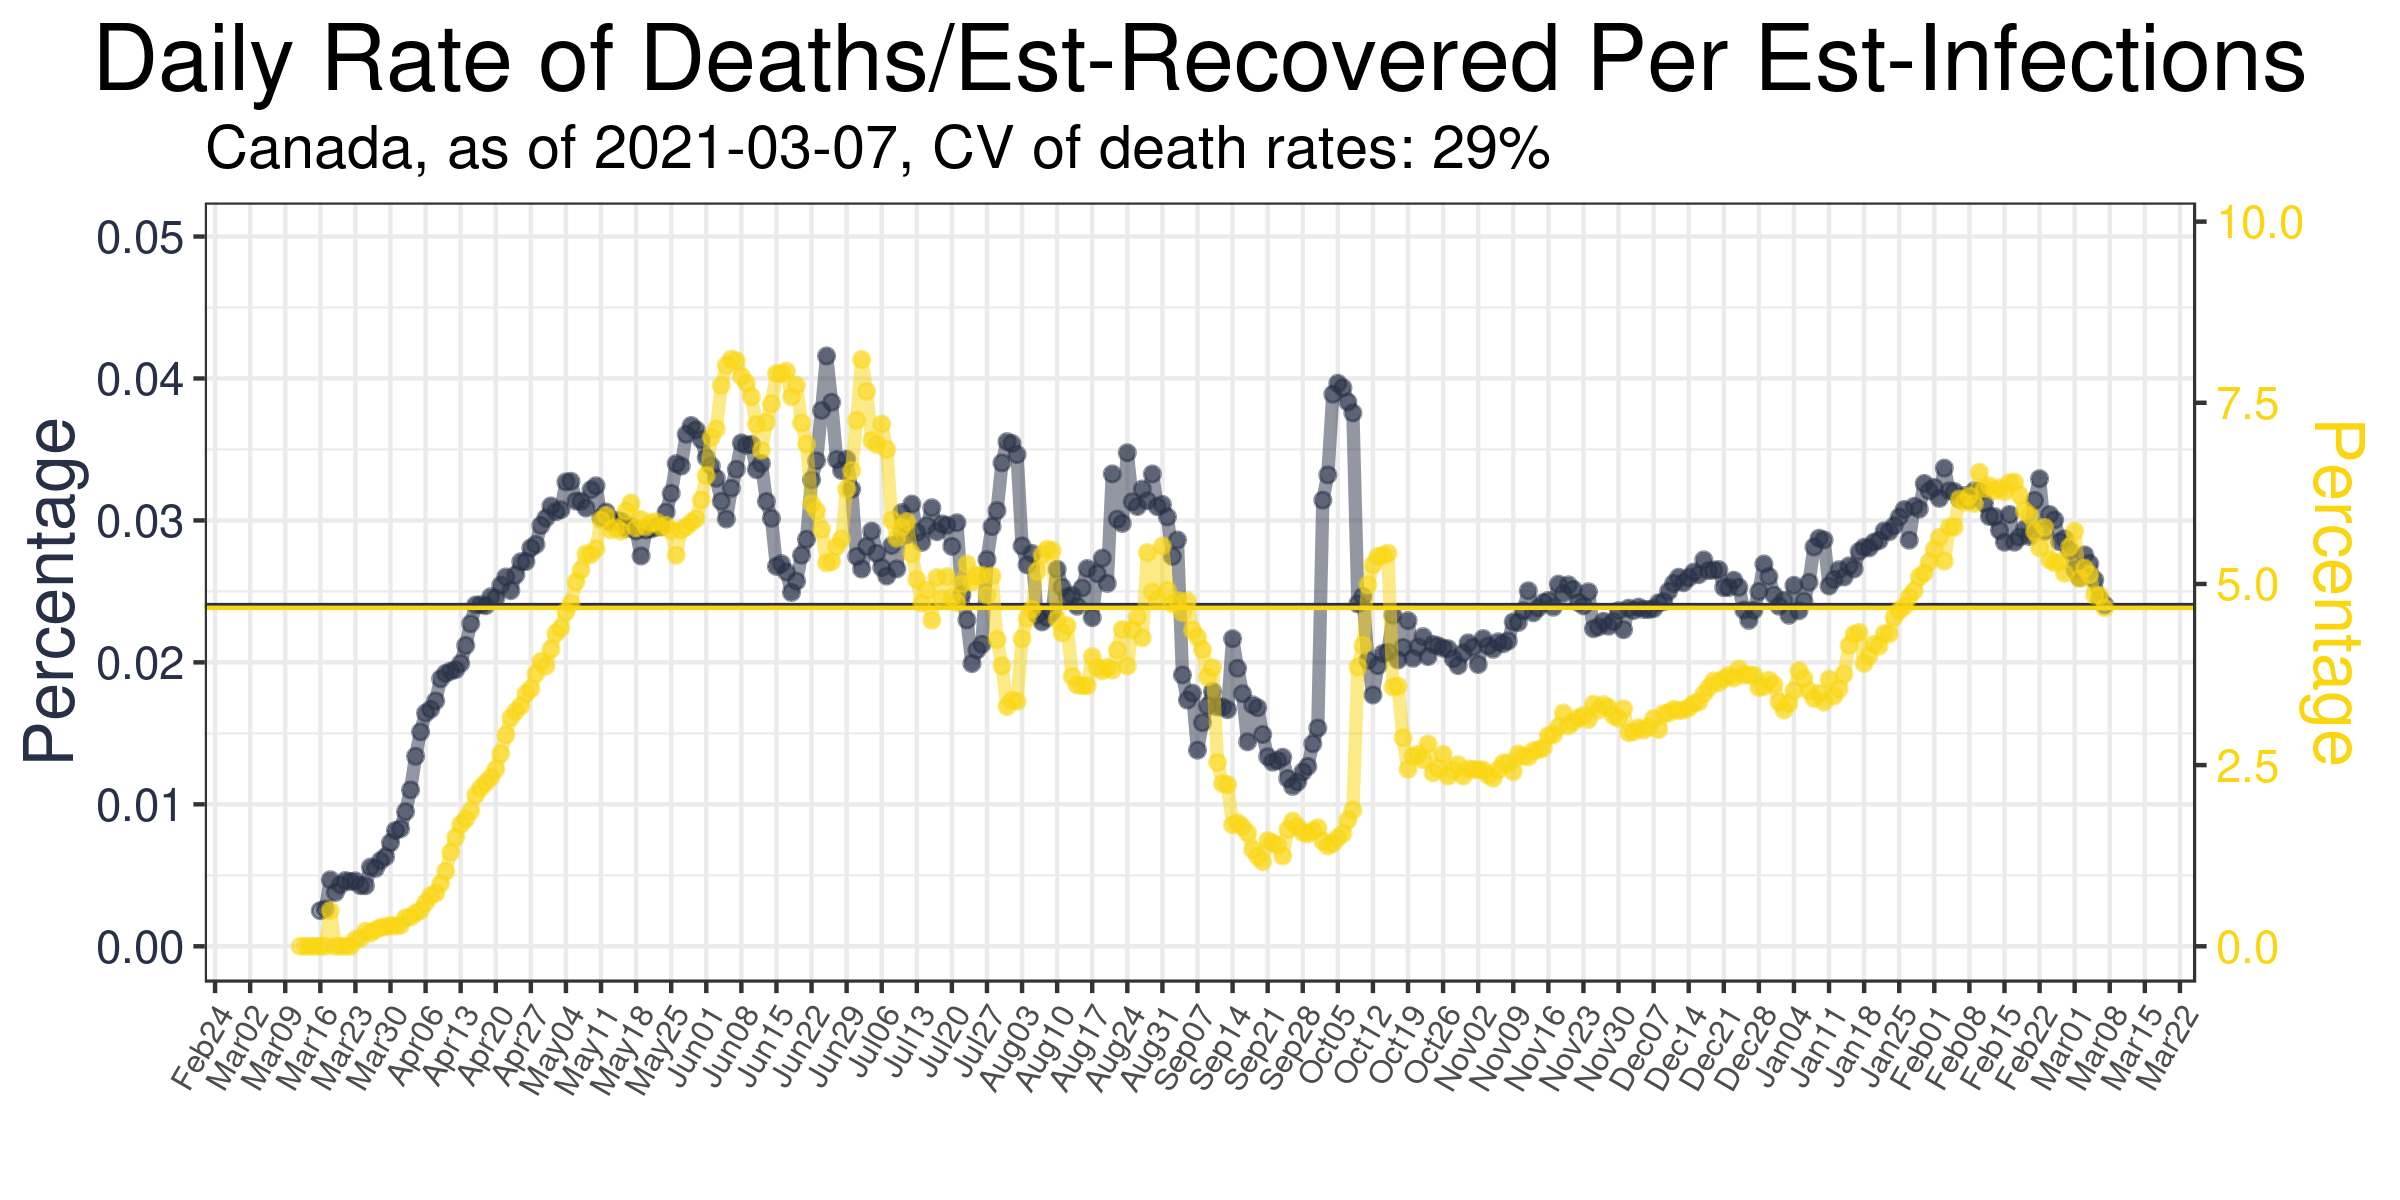 Daily Rate of Deaths/Est-Recovered Per Est-Infections
Canada, as of 2021-03-07, CV of death rates: 29%
Percentage
0.05
0.04
0.03
0.02
0.01
0.00
10.0
7.5
5.0
2.5
0.0
Percentage
Feb24
Mar02
Mar09
Mar16
Mar23
Mar30
Apr06
Apr13
Apr20
Apr27
May04
May11
May18
May25
Jun01
Jun08
Jun15
Jun22
Jun29
Jul06
Jul13
Jul20
Jul27
Aug03
Aug10
Aug17
Aug24
Aug31
Sep07
Sep14
Sep21
Sep28
Oct05
Oct12
Oct19
Oct26
Nov02
Nov09
Nov16
Nov23
Nov30
Dec07
Dec14
Dec21
Dec28
Jan04
Jan11
Jan18
Jan25
Feb01
Feb08
Feb15
Feb22
Mar01
Mar08
Mar15
Mar22